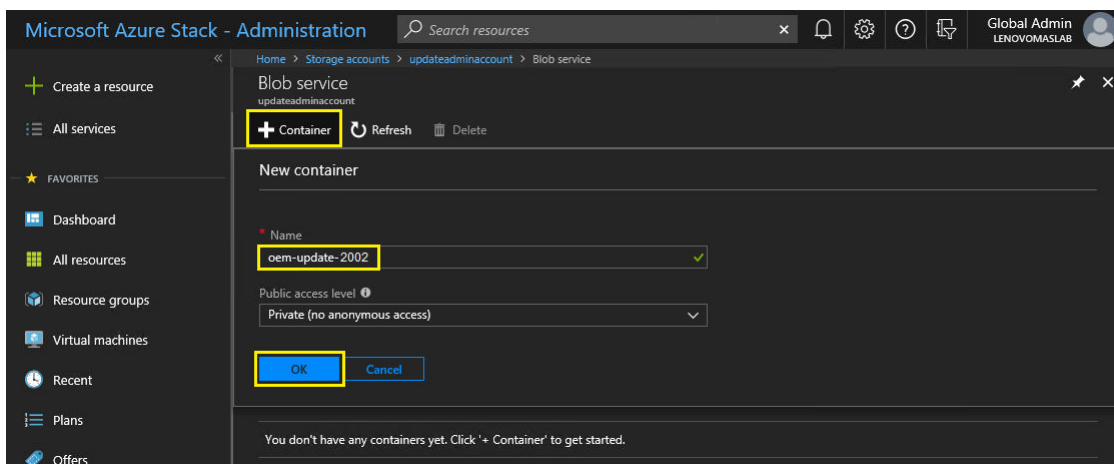 Microsoft Azure Stack - Administration
Search resources
Global Admin
LENOVOMASLAB
Home > Storage accounts > updateadminaccount > Blob service
Create a resource
All services
FAVORITES
Dashboard
All resources
Resource groups
Virtual machines
Recent
Plans
Offers
Blob service
updateadminaccount
Container
Refresh
Delete
New container
* Name
oem-update-2002
Public access level
Private (no anonymous access)
OK
Cancel
You don't have any containers yet. Click '+ Container' to get started.